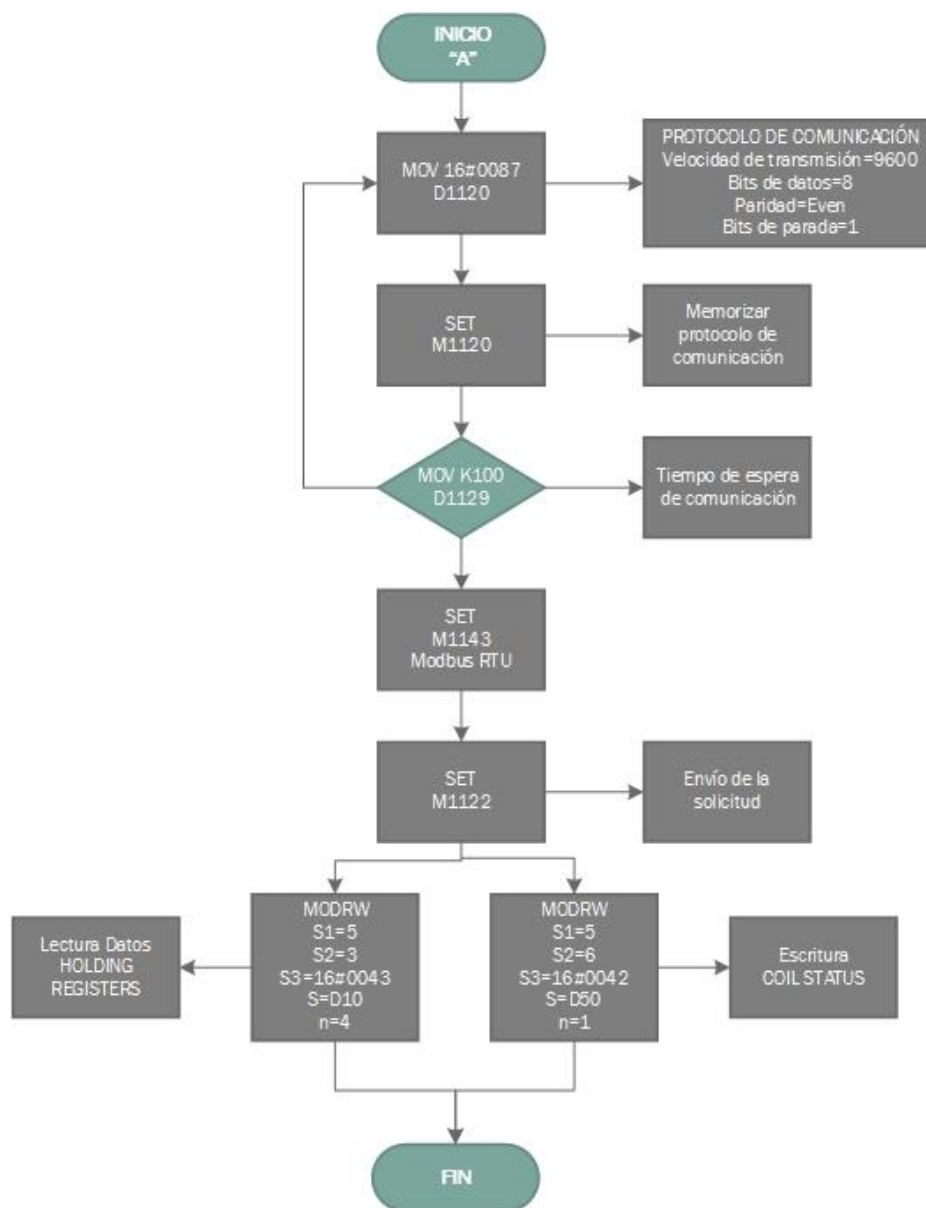 INICIO
“A”
MOV 16#0087
D1120
PROTOCOLO DE COMUNICACIÓN
Velocidad de transmisión=9600
Bits de datos=8
Paridad=Even
Bits de parada=1
SET
M1120
Memorizar
protocolo de
comunicación
MOV K100
D1129
Tiempo de espera
de comunicación
SET
M1143
Modbus RTU
SET
M1122
Envío de la
solicitud
Lectura Datos
HOLDING
REGISTERS
MODRW
S1=5
S2=3
S3=16#0043
S=D10
n=4
MODRW
S1=5
S2=6
S3=16#0042
S=D50
n=1
Escritura
COIL STATUS
FIN